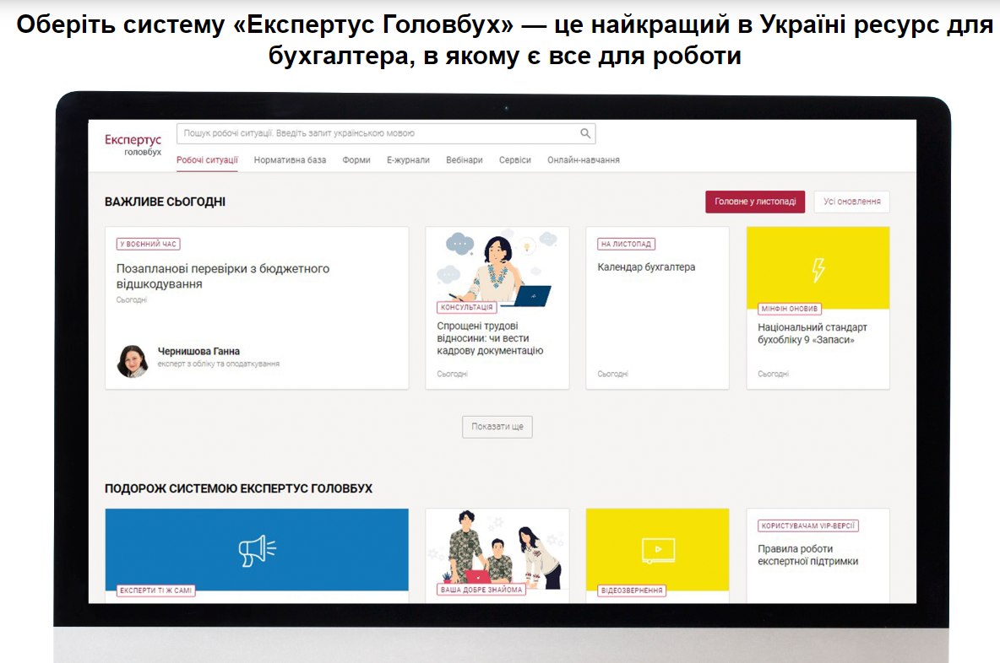 Оберіть систему «Експертус Головбух» — це найкращий в Україні ресурс для
бухгалтера, в якому є все для роботи
Експертус
головбух
Пошук робочі ситуації. Введіть запит українською мовою
Робочі ситуації
Нормативна база
Форми
Е-журнали
Вебінари
Сервіси
Онлайн-навчання
ВАЖЛИВЕ СЬОГОДНІ
Головне у листопаді
Усі оновлення
У ВОЄННИЙ ЧАС
Позапланові перевірки з бюджетного
відшкодування
Сьогодні
Чернишова Ганна
експерт з обліку та оподаткування
КОНСУЛЬТАЦІЯ
Спрощені трудові
відносини: чи вести
кадрову документацію
Сьогодні
НА ЛИСТОПАД
Календар бухгалтера
Сьогодні
МІНФІН ОНОВИВ
Національний стандарт
бухобліку 9 «Запаси»
Сьогодні
Показати ще
ПОДОРОЖ СИСТЕМОЮ ЕКСПЕРТУС ГОЛОВБУХ
ЕКСПЕРТИ ТІ Ж САМІ
ВАША ДОБРЕ ЗНАЙОМА
ВІДЕОЗВЕРНЕННЯ
КОРИСТУВАЧАМ VIP-ВЕРСІЇ
Правила роботи
експертної підтримки